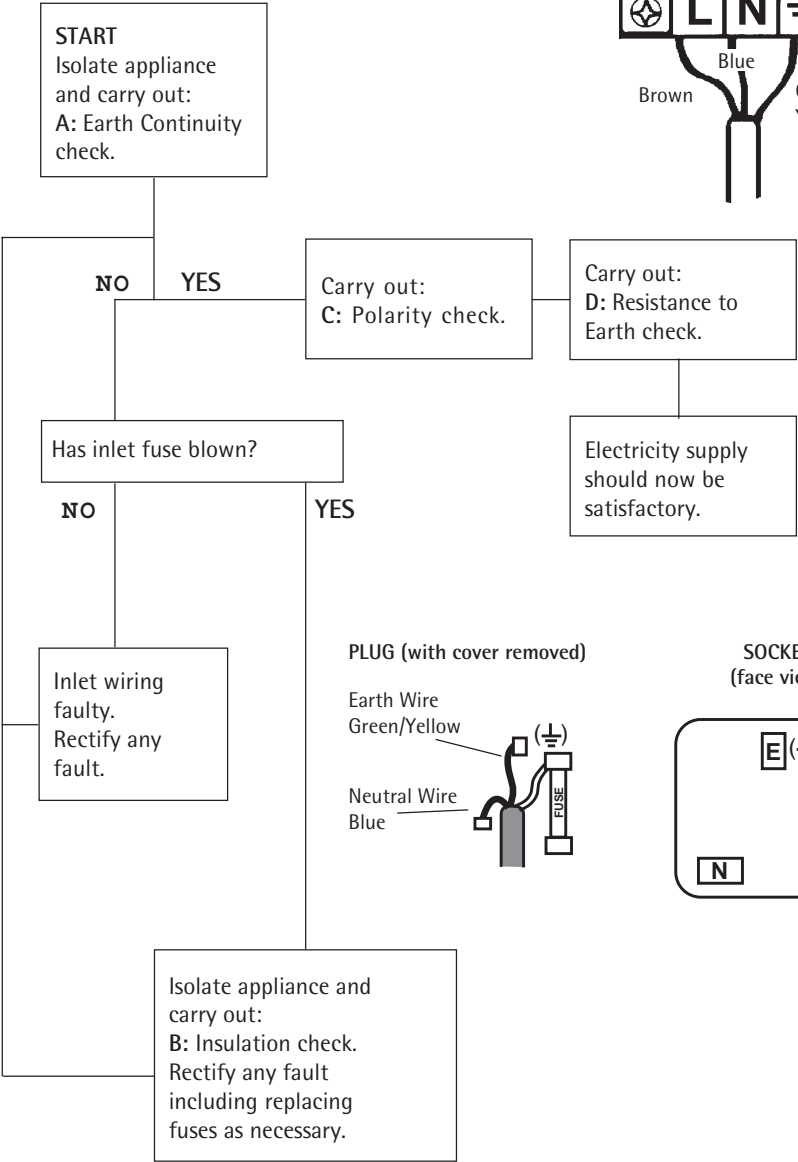 START
Isolate appliance
and carry out:
A: Earth Continuity
check.
L N
Blue
Brown
NO YES
Carry out:
C: Polarity check.
Carry out:
D: Resistance to
Earth check.
Has inlet fuse blown?
Electricity supply
should now be
satisfactory.
NO YES
Inlet wiring
faulty.
Rectify any
fault.
PLUG (with cover removed)
Earth Wire
Green/Yellow
Neutral Wire
Blue
FUSE
(face
E
N
Isolate appliance and
carry out:
B: Insulation check.
Rectify any fault
including replacing
fuses as necessary.